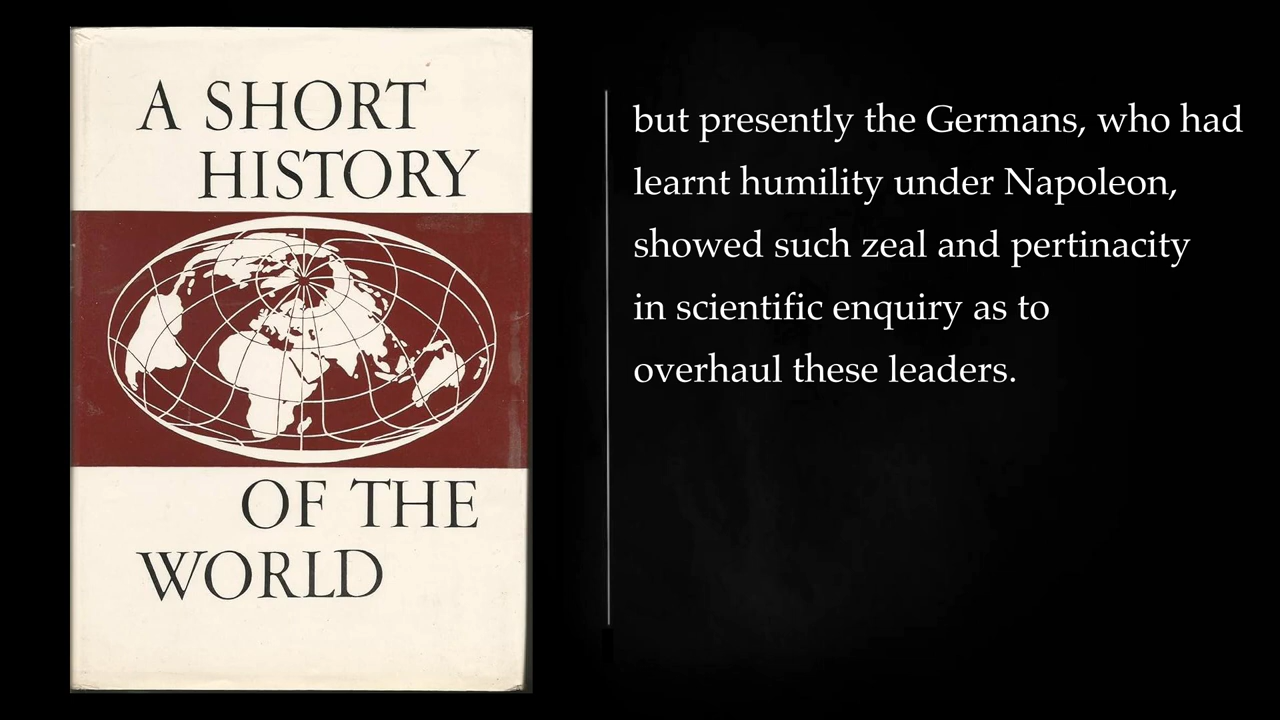 A SHORT
HISTORY
OF THE
WORLD
but presently the Germans, who had
learnt humility under Napoleon,
showed such zeal and pertinacity
in scientific enquiry as to
overhaul these leaders.